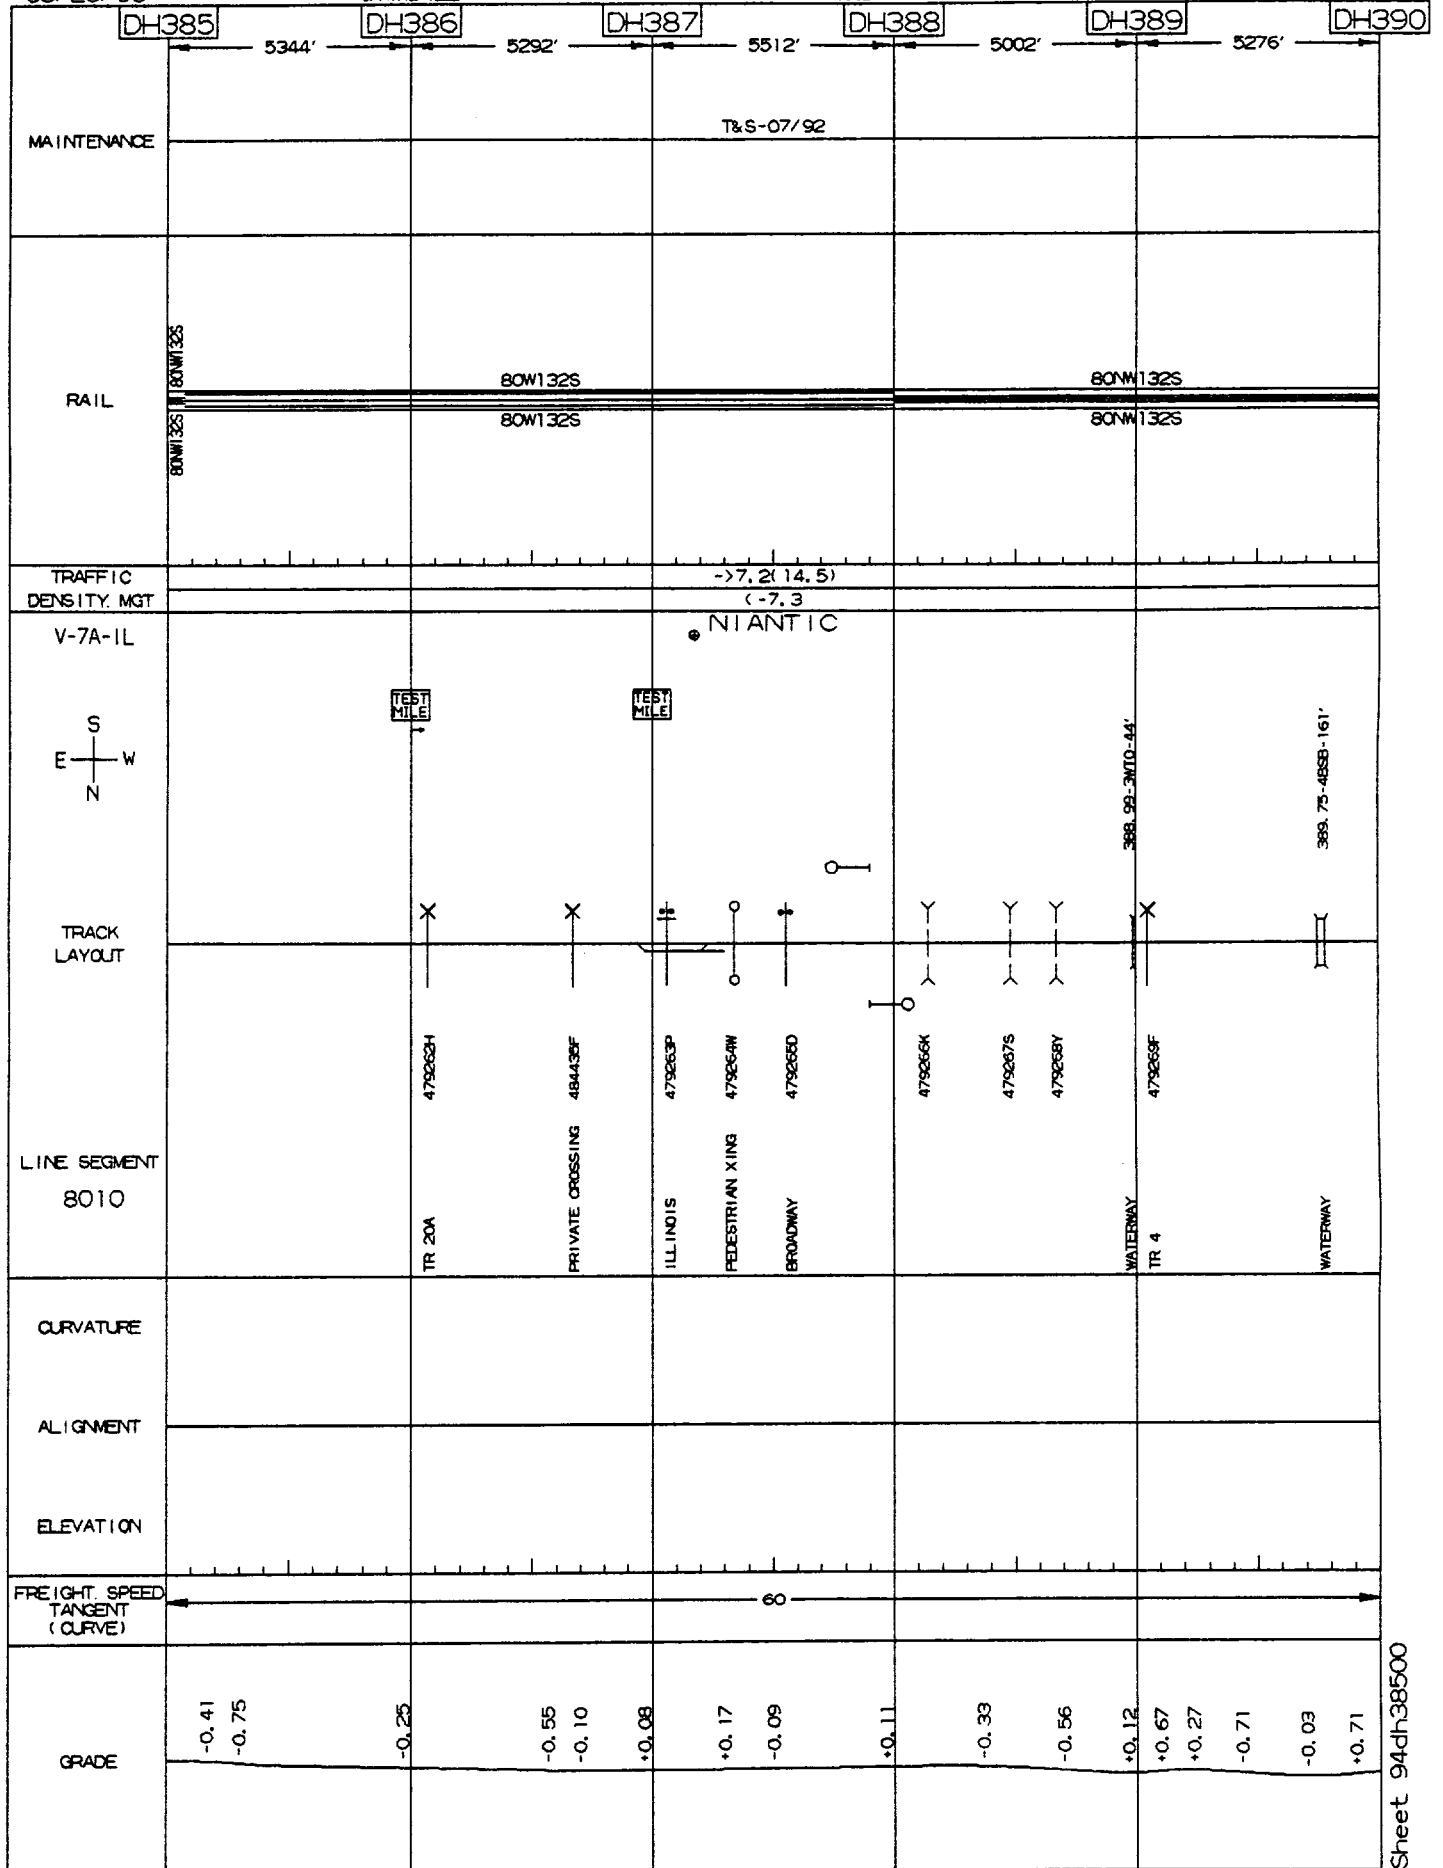 DH385 DH386 DH387 DH388 DH389 DH390
5344' 5292' 5512' 5002' 5276'
MAINTENANCE
T&S-07/92
RAIL
80NW132S
80NW132S
80W132S
80W132S
80NW132S
80NW132S
TRAFFIC
DENSITY. MGT
->7.2(14.5)
(-7.3
V-7A-IL
NIANTIC
TEST
MILE
TEST
MILE
S
E W
N
388.99-3WTO-44'
389.75-4BSB-161'
TRACK
LAYOUT
479262H
484435F
479263P
479264W
479265D
479266K
479267S
479268Y
479269F
LINE SEGMENT
8010
TR 20A
PRIVATE CROSSING
ILLINOIS
PEDESTRIAN XING
BROADWAY
WATERWAY
TR 4
WATERWAY
CURVATURE
ALIGNMENT
ELEVATION
FREIGHT. SPEED
TANGENT
(CURVE)
60
GRADE
-0.41
-0.75
-0.25
-0.55
-0.10
+0.08
+0.17
-0.09
+0.11
-0.33
-0.56
+0.12
+0.67
+0.27
-0.71
-0.03
+0.71
Sheet 94dh38500